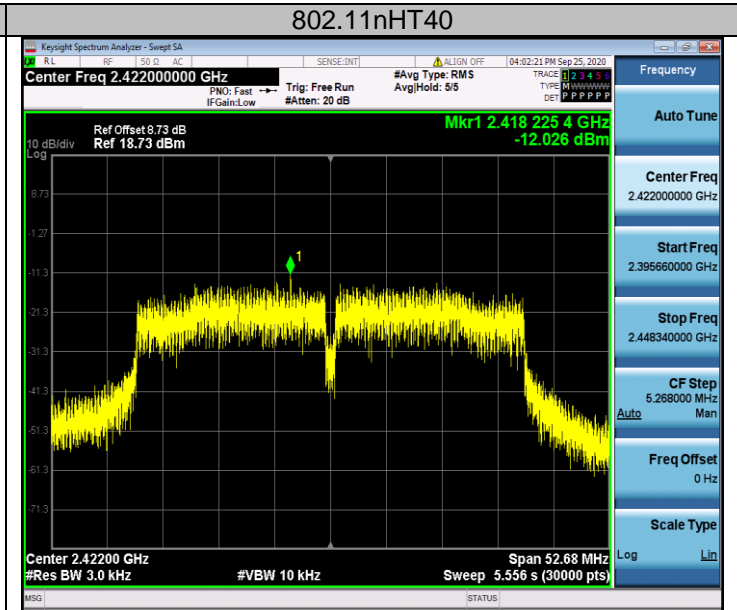 802.11nHT40
Keysight Spectrum Analyzer - Swept SA
RL RF 50 Ω AC SENSE:INT ALIGN OFF 04:02:21 PM Sep 25, 2020
Center Freq 2.422000000 GHz
PNO: Fast
IFGain:Low
Trig: Free Run
#Atten: 20 dB
#Avg Type: RMS
Avg|Hold: 5/5
TRACE 1 2 3 4 5 6
TYPE M WWWWW
DET P P P P P P
Frequency
Auto Tune
Center Freq
2.422000000 GHz
Start Freq
2.395660000 GHz
Stop Freq
2.448340000 GHz
CF Step
5.268000 MHz
Auto Man
Freq Offset
0 Hz
Scale Type
Log Lin
Mkr1 2.418 225 4 GHz
-12.026 dBm
Ref Offset 8.73 dB
10 dB/div Ref 18.73 dBm
Log
8.73
-1.27
-11.3
-21.3
-31.3
-41.3
-51.3
-61.3
-71.3
1
Center 2.42200 GHz Span 52.68 MHz
#Res BW 3.0 kHz #VBW 10 kHz Sweep 5.556 s (30000 pts)
MSG STATUS